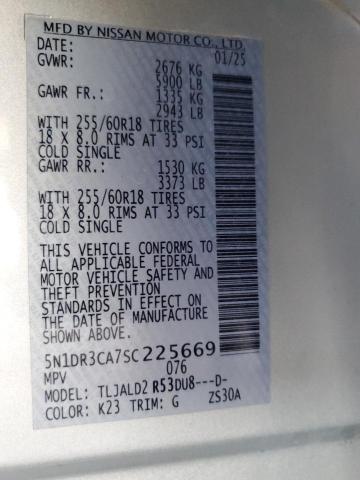 MFD BY NISSAN MOTOR CO., LTD.
DATE: 01/25
GVWR: 2676 KG
5900 LB
GAWR FR.: 1335 KG
2943 LB
WITH 255/60R18 TIRES
18 X 8.0 RIMS AT 33 PSI
COLD SINGLE
GAWR RR.: 1530 KG
3373 LB
WITH 255/60R18 TIRES
18 X 8.0 RIMS AT 33 PSI
COLD SINGLE
THIS VEHICLE CONFORMS TO
ALL APPLICABLE FEDERAL
MOTOR VEHICLE SAFETY AND
THEFT PREVENTION
STANDARDS IN EFFECT ON
THE DATE OF MANUFACTURE
SHOWN ABOVE.
5N1DR3CA7SC225669
MPV 076
MODEL: TLJALD2 R53DU8---D-
COLOR: K23 TRIM: G ZS30A